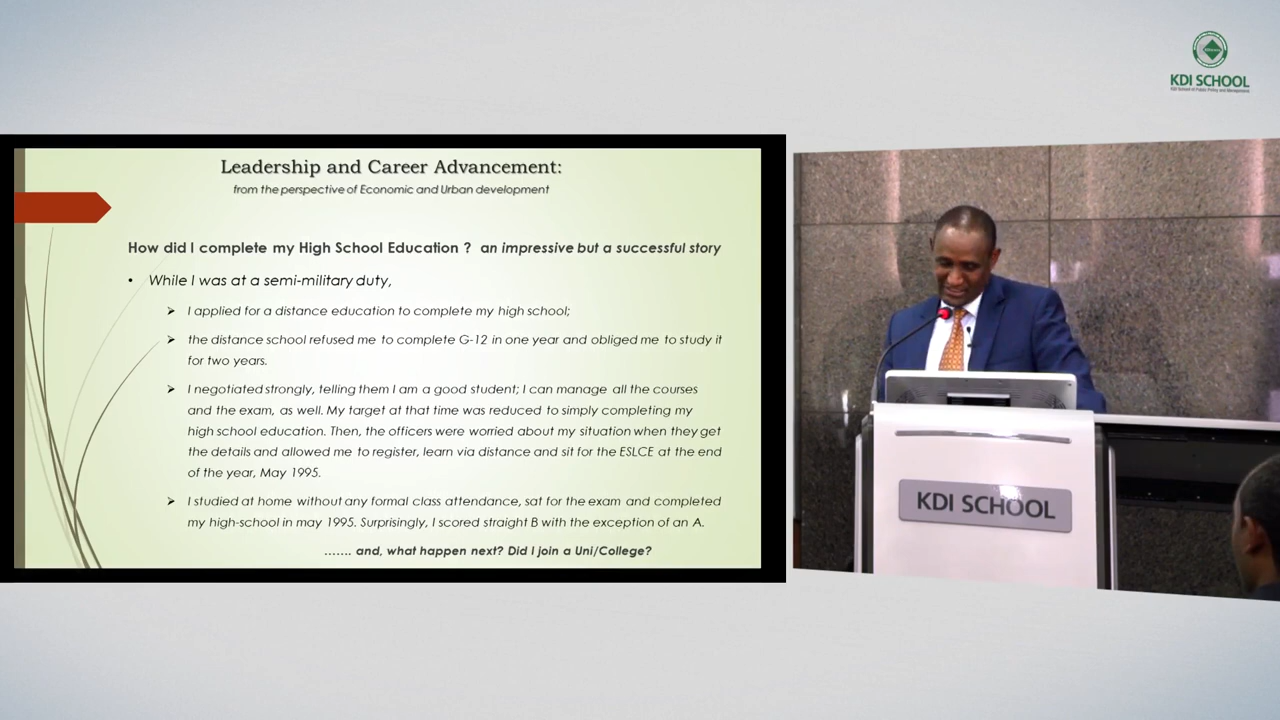 KDI SCHOOL
KDI School of Public Policy and Management
Leadership and Career Advancement:
from the perspective of Economic and Urban development
How did I complete my High School Education ? an impressive but a successful story
• While I was at a semi-military duty,
➢ I applied for a distance education to complete my high school;
➢ the distance school refused me to complete G-12 in one year and obliged me to study it
for two years.
➢ I negotiated strongly, telling them I am a good student; I can manage all the courses
and the exam, as well. My target at that time was reduced to simply completing my
high school education. Then, the officers were worried about my situation when they get
the details and allowed me to register, learn via distance and sit for the ESLCE at the end
of the year, May 1995.
➢ I studied at home without any formal class attendance, sat for the exam and completed
my high-school in may 1995. Surprisingly, I scored straight B with the exception of an A.
....... and, what happen next? Did I join a Uni/College?
KDI SCHOOL